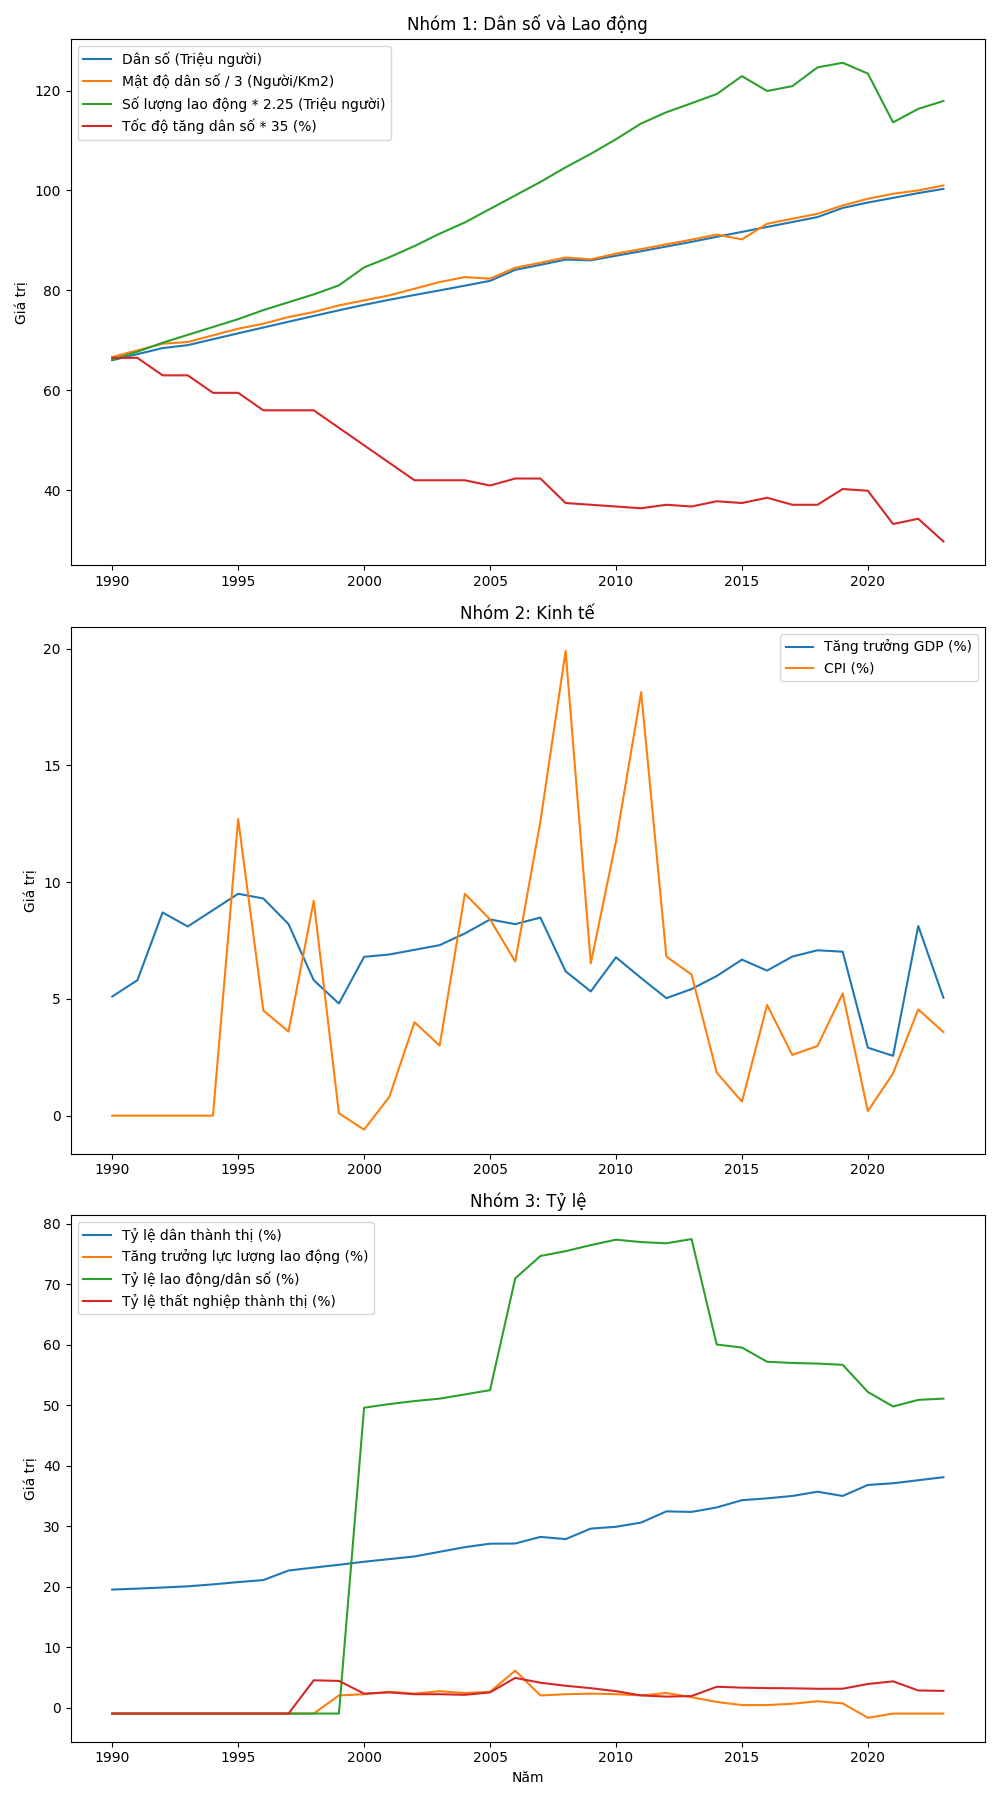 Nhóm 1: Dân số và Lao động
Dân số (Triệu người)
Mật độ dân số / 3 (Người/Km2)
Số lượng lao động * 2.25 (Triệu người)
Tốc độ tăng dân số * 35 (%)
Giá trị
120
100
80
60
40
1990 1995 2000 2005 2010 2015 2020
Nhóm 2: Kinh tế
Tăng trưởng GDP (%)
CPI (%)
Giá trị
20
15
10
5
0
1990 1995 2000 2005 2010 2015 2020
Nhóm 3: Tỷ lệ
Tỷ lệ dân thành thị (%)
Tăng trưởng lực lượng lao động (%)
Tỷ lệ lao động/dân số (%)
Tỷ lệ thất nghiệp thành thị (%)
Giá trị
80
70
60
50
40
30
20
10
0
1990 1995 2000 2005 2010 2015 2020
Năm